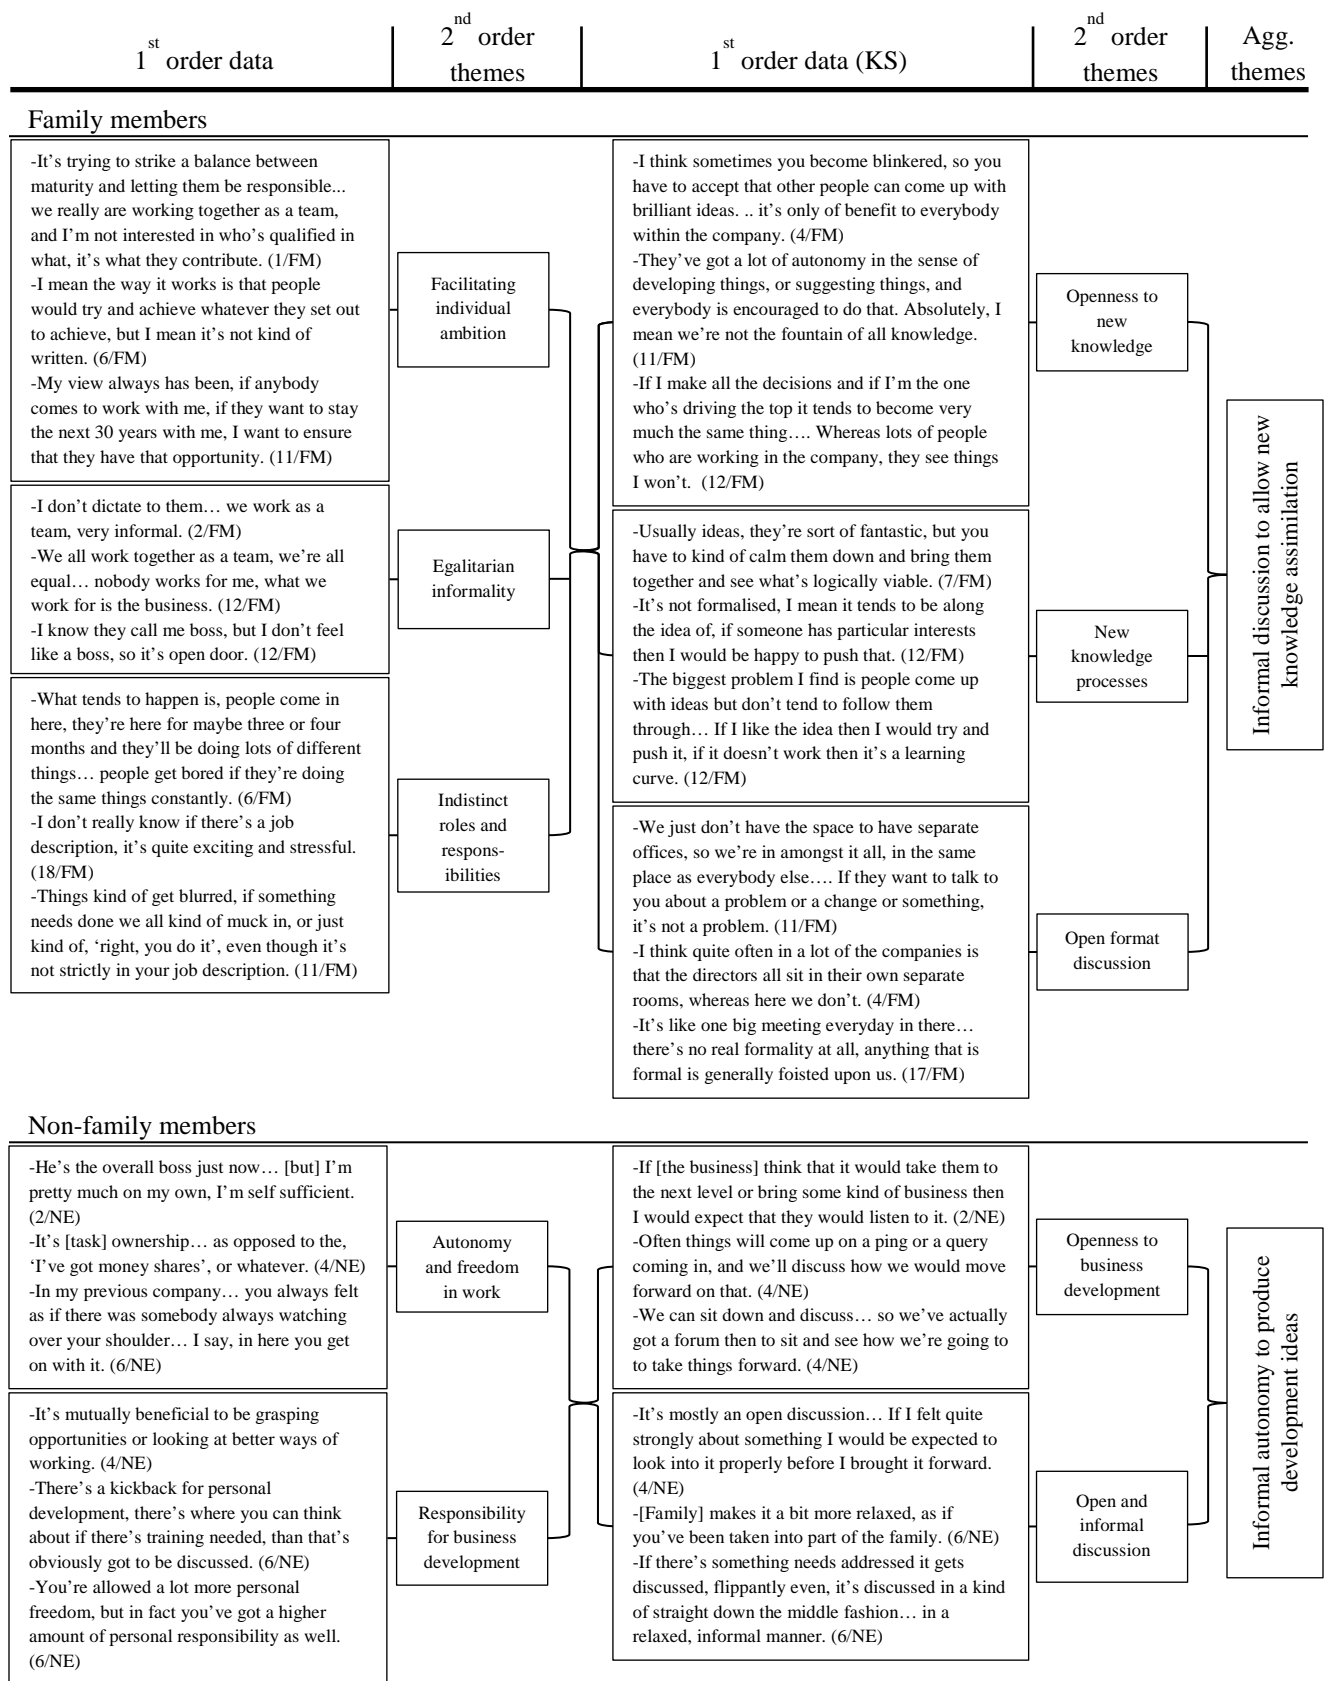 1st order data
2nd order
themes
1st order data (KS)
2nd order
themes
Agg.
themes
Family members
-It's trying to strike a balance between
maturity and letting them be responsible...
we really are working together as a team,
and I'm not interested in who's qualified in
what, it's what they contribute. (1/FM)
-I mean the way it works is that people
would try and achieve whatever they set out
to achieve, but I mean it's not kind of
written. (6/FM)
-My view always has been, if anybody
comes to work with me, if they want to stay
the next 30 years with me, I want to ensure
that they have that opportunity. (11/FM)
Facilitating
individual
ambition
-I don't dictate to them… we work as a
team, very informal. (2/FM)
-We all work together as a team, we're all
equal… nobody works for me, what we
work for is the business. (12/FM)
-I know they call me boss, but I don't feel
like a boss, so it's open door. (12/FM)
Egalitarian
informality
-What tends to happen is, people come in
here, they're here for maybe three or four
months and they'll be doing lots of different
things… people get bored if they're doing
the same things constantly. (6/FM)
-I don't really know if there's a job
description, it's quite exciting and stressful.
(18/FM)
-Things kind of get blurred, if something
needs done we all kind of muck in, or just
kind of, ‘right, you do it’, even though it's
not strictly in your job description. (11/FM)
Indistinct
roles and
respons-
ibilities
-I think sometimes you become blinkered, so you
have to accept that other people can come up with
brilliant ideas. .. it's only of benefit to everybody
within the company. (4/FM)
-They've got a lot of autonomy in the sense of
developing things, or suggesting things, and
everybody is encouraged to do that. Absolutely, I
mean we're not the fountain of all knowledge.
(11/FM)
-If I make all the decisions and if I'm the one
who's driving the top it tends to become very
much the same thing…. Whereas lots of people
who are working in the company, they see things
I won't. (12/FM)
Openness to
new
knowledge
-Usually ideas, they're sort of fantastic, but you
have to kind of calm them down and bring them
together and see what's logically viable. (7/FM)
-It's not formalised, I mean it tends to be along
the idea of, if someone has particular interests
then I would be happy to push that. (12/FM)
-The biggest problem I find is people come up
with ideas but don't tend to follow them
through… If I like the idea then I would try and
push it, if it doesn't work then it's a learning
curve. (12/FM)
New
knowledge
processes
-We just don't have the space to have separate
offices, so we're in amongst it all, in the same
place as everybody else…. If they want to talk to
you about a problem or a change or something,
it's not a problem. (11/FM)
-I think quite often in a lot of the companies is
that the directors all sit in their own separate
rooms, whereas here we don't. (4/FM)
-It's like one big meeting everyday in there…
there's no real formality at all, anything that is
formal is generally foisted upon us. (17/FM)
Open format
discussion
Informal discussion to allow new
knowledge assimilation
Non-family members
-He's the overall boss just now… [but] I'm
pretty much on my own, I'm self sufficient.
(2/NE)
-It's [task] ownership… as opposed to the,
‘I've got money shares’, or whatever. (4/NE)
-In my previous company… you always felt
as if there was somebody always watching
over your shoulder… I say, in here you get
on with it. (6/NE)
Autonomy
and freedom
in work
-It's mutually beneficial to be grasping
opportunities or looking at better ways of
working. (4/NE)
-There's a kickback for personal
development, there's where you can think
about if there's training needed, than that's
obviously got to be discussed. (6/NE)
-You're allowed a lot more personal
freedom, but in fact you've got a higher
amount of personal responsibility as well.
(6/NE)
Responsibility
for business
development
-If [the business] think that it would take them to
the next level or bring some kind of business then
I would expect that they would listen to it. (2/NE)
-Often things will come up on a ping or a query
coming in, and we'll discuss how we would move
forward on that. (4/NE)
-We can sit down and discuss… so we've actually
got a forum then to sit and see how we're going to
to take things forward. (4/NE)
Openness to
business
development
-It's mostly an open discussion… If I felt quite
strongly about something I would be expected to
look into it properly before I brought it forward.
(4/NE)
-[Family] makes it a bit more relaxed, as if
you've been taken into part of the family. (6/NE)
-If there's something needs addressed it gets
discussed, flippantly even, it's discussed in a kind
of straight down the middle fashion… in a
relaxed, informal manner. (6/NE)
Open and
informal
discussion
Informal autonomy to produce
development ideas